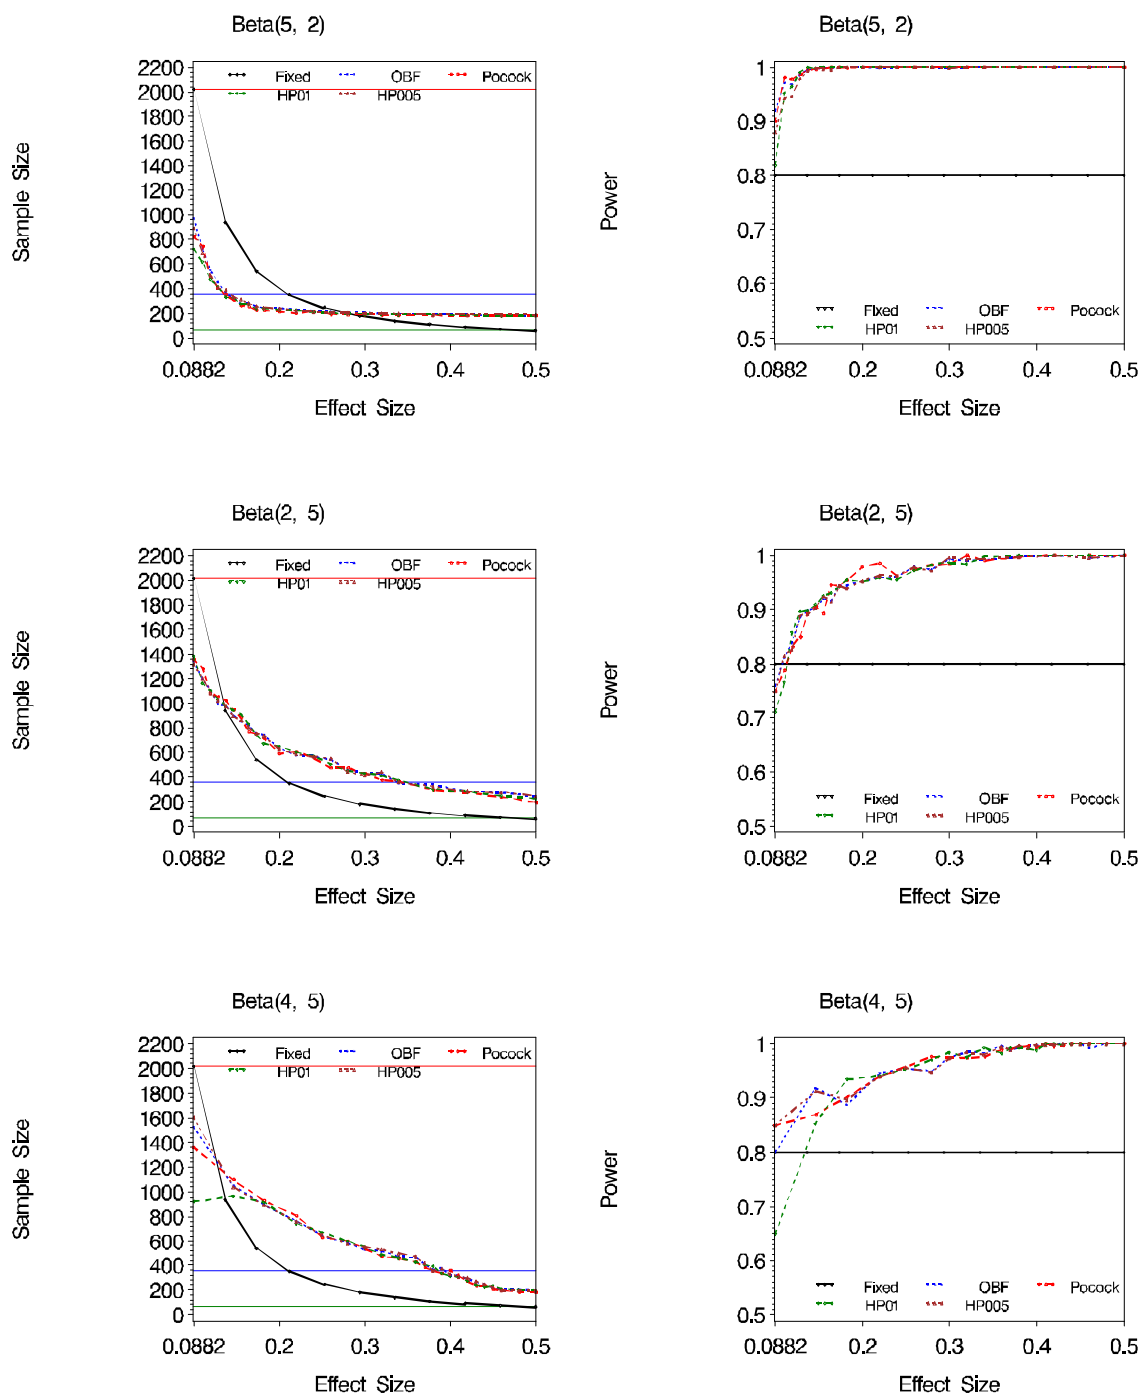 Beta(5, 2)
Sample Size
2200
2000
1800
1600
1400
1200
1000
800
600
400
200
0
Fixed OBF Pocock
HP01 HP005
0.0882 0.2 0.3 0.4 0.5
Effect Size
Beta(5, 2)
Power
1
0.9
0.8
0.7
0.6
0.5
Fixed OBF Pocock
HP01 HP005
0.0882 0.2 0.3 0.4 0.5
Effect Size
Beta(2, 5)
Sample Size
2200
2000
1800
1600
1400
1200
1000
800
600
400
200
0
Fixed OBF Pocock
HP01 HP005
0.0882 0.2 0.3 0.4 0.5
Effect Size
Beta(2, 5)
Power
1
0.9
0.8
0.7
0.6
0.5
Fixed OBF Pocock
HP01 HP005
0.0882 0.2 0.3 0.4 0.5
Effect Size
Beta(4, 5)
Sample Size
2200
2000
1800
1600
1400
1200
1000
800
600
400
200
0
Fixed OBF Pocock
HP01 HP005
0.0882 0.2 0.3 0.4 0.5
Effect Size
Beta(4, 5)
Power
1
0.9
0.8
0.7
0.6
0.5
Fixed OBF Pocock
HP01 HP005
0.0882 0.2 0.3 0.4 0.5
Effect Size